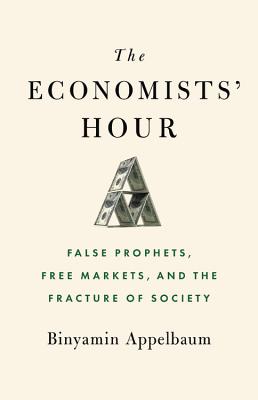 The
ECONOMISTS'
HOUR
FALSE PROPHETS,
FREE MARKETS, AND THE
FRACTURE OF SOCIETY
Binyamin Appelbaum